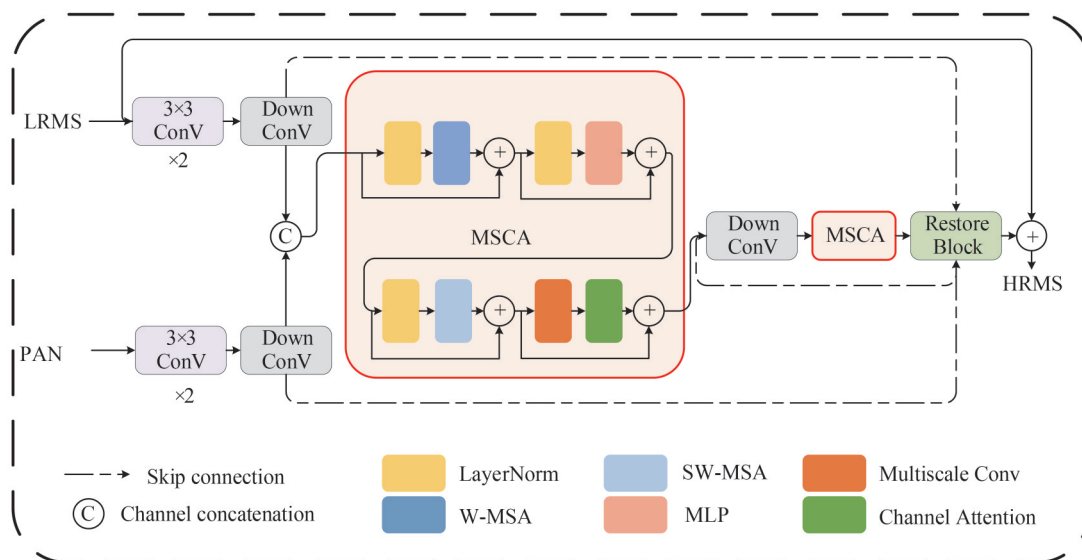 LRMS
3×3
ConV
×2
Down
ConV
C
+
+
MSCA
+
+
Down
ConV
MSCA
Restore
Block
+
HRMS
PAN
3×3
ConV
×2
Down
ConV
Skip connection
C Channel concatenation
LayerNorm
W-MSA
SW-MSA
MLP
Multiscale Conv
Channel Attention